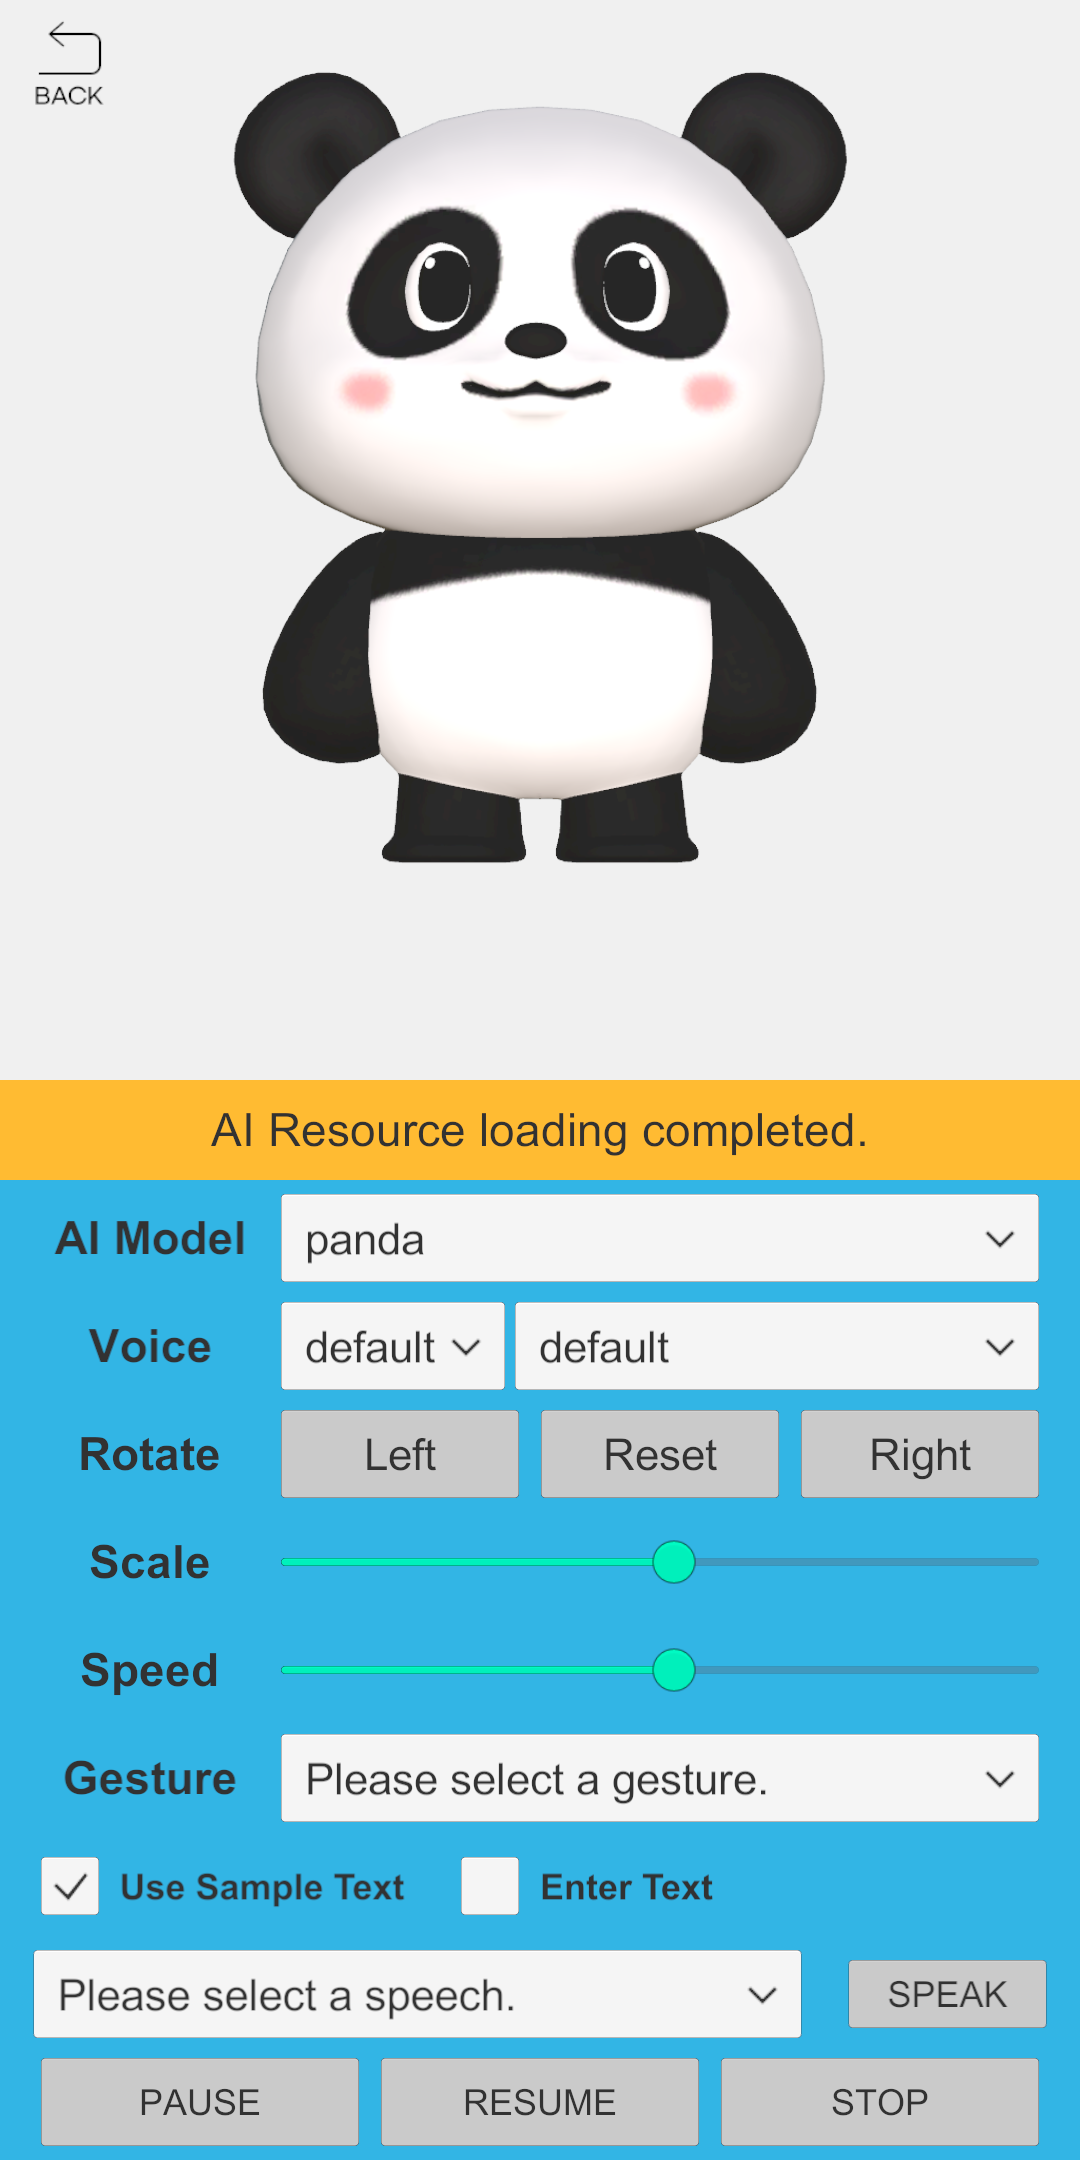 BACK
AI Resource loading completed.
AI Model panda
Voice default default
Rotate Left Reset Right
Scale
Speed
Gesture Please select a gesture.
Use Sample Text Enter Text
Please select a speech. SPEAK
PAUSE RESUME STOP